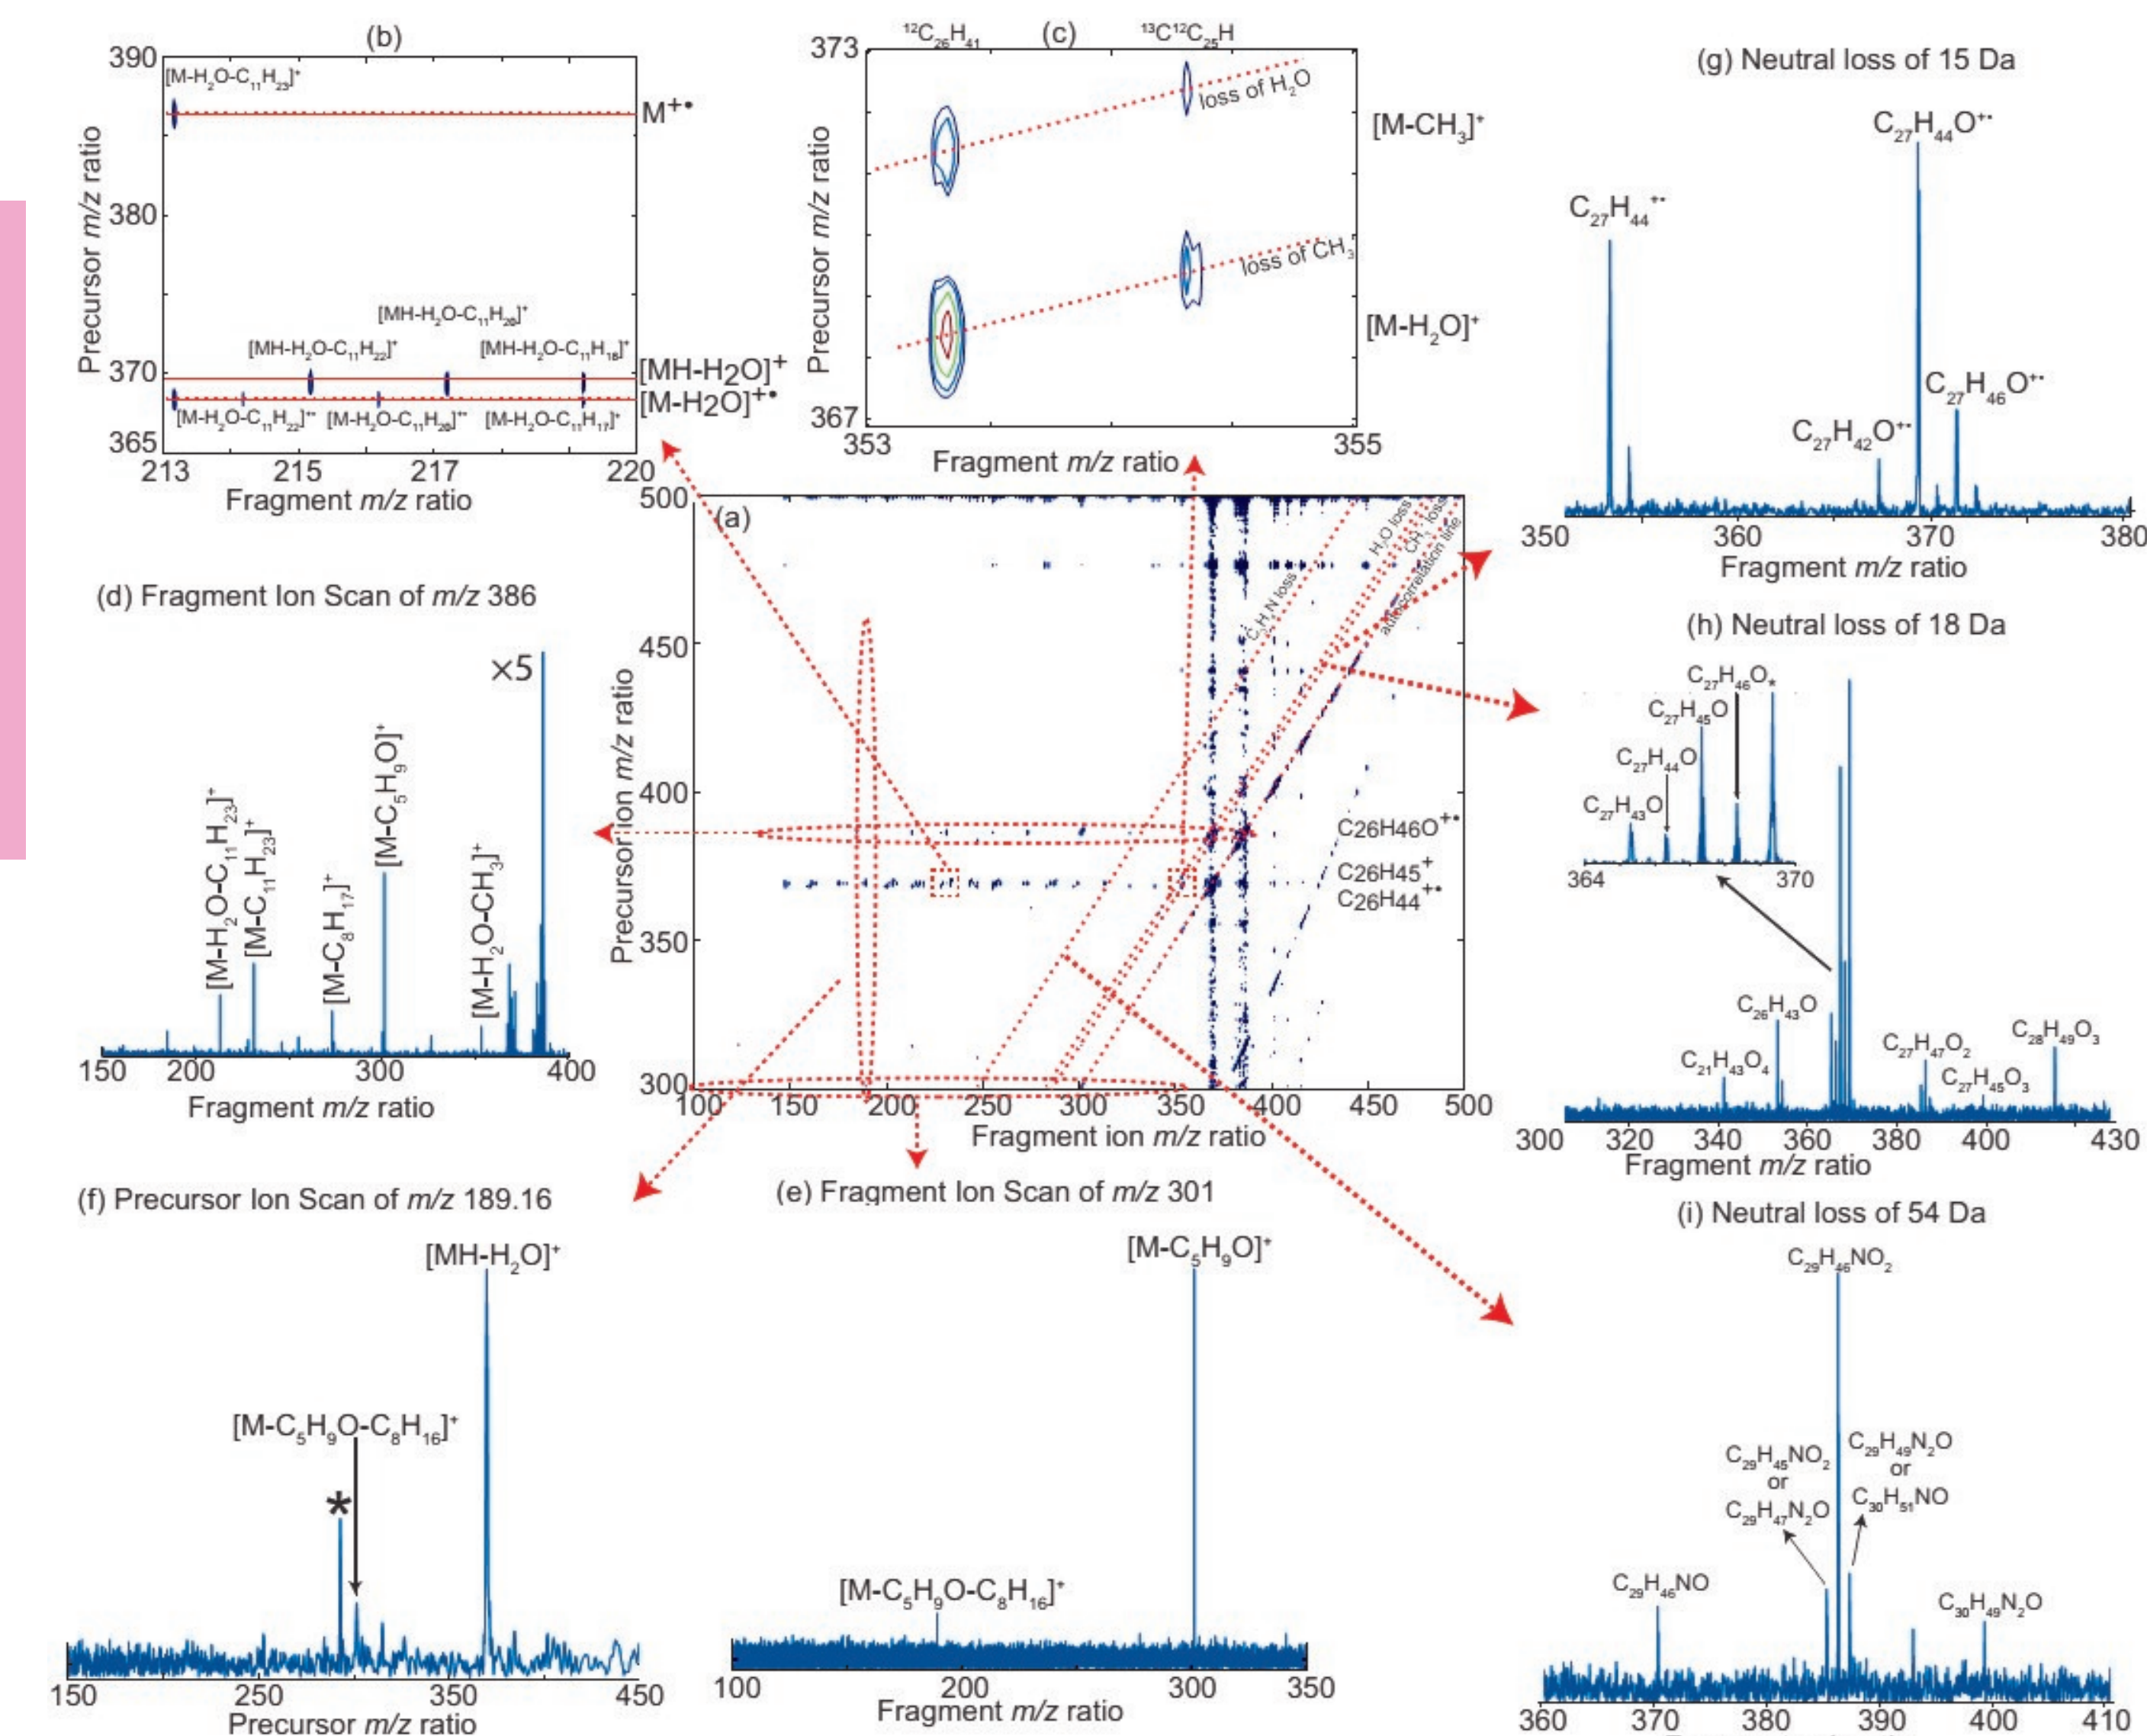 (b)
390
380
370
365
Precursor m/z ratio
[M-H₂O-C₁₁H₂₃]⁺
M⁺•
[MH-H₂O-C₁₁H₂₀]⁺
[MH-H₂O-C₁₁H₂₂]⁺
[MH-H₂O-C₁₁H₁₈]⁺
[MH-H2O]⁺
[M-H2O]⁺•
[M-H₂O-C₁₁H₂₂]⁺•
[M-H₂O-C₁₁H₂₀]⁺•
[M-H₂O-C₁₁H₁₇]⁺
213 215 217 220
Fragment m/z ratio
¹²C₂₆H₄₁
(c)
¹³C¹²C₂₅H
373
367
Precursor m/z ratio
loss of H₂O
loss of CH₃
[M-CH₃]⁺
[M-H₂O]⁺
353 355
Fragment m/z ratio
(g) Neutral loss of 15 Da
C₂₇H₄₄O⁺•
C₂₇H₄₄⁺•
C₂₇H₄₆O⁺•
C₂₇H₄₂O⁺•
350 360 370 380
Fragment m/z ratio
(a)
500
450
400
350
300
Precursor ion m/z ratio
H₂O loss
CH₃ loss
autocorrelation line
C26H46O⁺•
C26H45⁺
C26H44⁺•
100 150 200 250 300 350 400 450 500
Fragment ion m/z ratio
(d) Fragment Ion Scan of m/z 386
×5
[M-H₂O-C₁₁H₂₃]⁺
[M-C₁₁H₂₃]⁺
[M-C₈H₁₇]⁺
[M-C₅H₉O]⁺
[M-H₂O-CH₃]⁺
150 200 300 400
Fragment m/z ratio
(h) Neutral loss of 18 Da
C₂₇H₄₆O
*
C₂₇H₄₅O
C₂₇H₄₄O
C₂₇H₄₃O
364 370
C₂₆H₄₃O
C₂₁H₄₃O₄
C₂₇H₄₇O₂
C₂₈H₄₉O₃
C₂₇H₄₅O₃
300 320 340 360 380 400 430
Fragment m/z ratio
(f) Precursor Ion Scan of m/z 189.16
[MH-H₂O]⁺
[M-C₅H₉O-C₈H₁₆]⁺
*
150 250 350 450
Precursor m/z ratio
(e) Fragment Ion Scan of m/z 301
[M-C₅H₉O]⁺
[M-C₅H₉O-C₈H₁₆]⁺
100 200 300 350
Fragment m/z ratio
(i) Neutral loss of 54 Da
C₂₉H₄₆NO₂
C₂₉H₄₅NO₂
or
C₂₉H₄₇N₂O
C₂₉H₄₉N₂O
or
C₃₀H₅₁NO
C₂₉H₄₆NO
C₃₀H₄₉N₂O
360 370 380 390 400 410